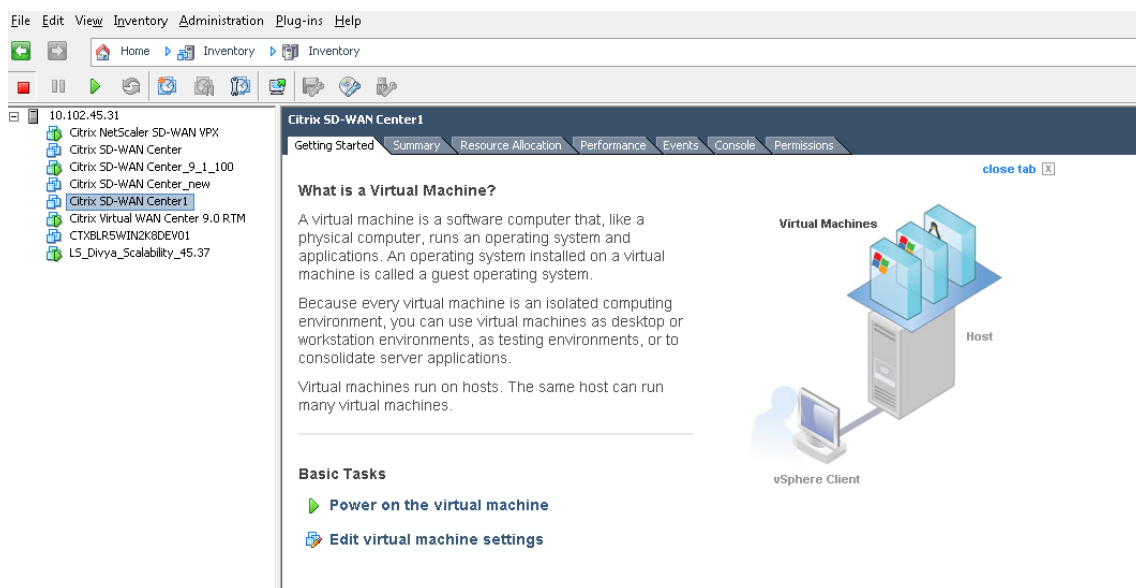 File Edit View Inventory Administration Plug-ins Help
Home Inventory Inventory
10.102.45.31
Citrix NetScaler SD-WAN VPX
Citrix SD-WAN Center
Citrix SD-WAN Center_9_1_100
Citrix SD-WAN Center_new
Citrix SD-WAN Center1
Citrix Virtual WAN Center 9.0 RTM
CTXBLR5WIN2K8DEV01
LS_Divya_Scalability_45.37
Citrix SD-WAN Center1
Getting Started Summary Resource Allocation Performance Events Console Permissions
close tab X
What is a Virtual Machine?
A virtual machine is a software computer that, like a
physical computer, runs an operating system and
applications. An operating system installed on a virtual
machine is called a guest operating system.
Because every virtual machine is an isolated computing
environment, you can use virtual machines as desktop or
workstation environments, as testing environments, or to
consolidate server applications.
Virtual machines run on hosts. The same host can run
many virtual machines.
Virtual Machines
Host
vSphere Client
Basic Tasks
Power on the virtual machine
Edit virtual machine settings